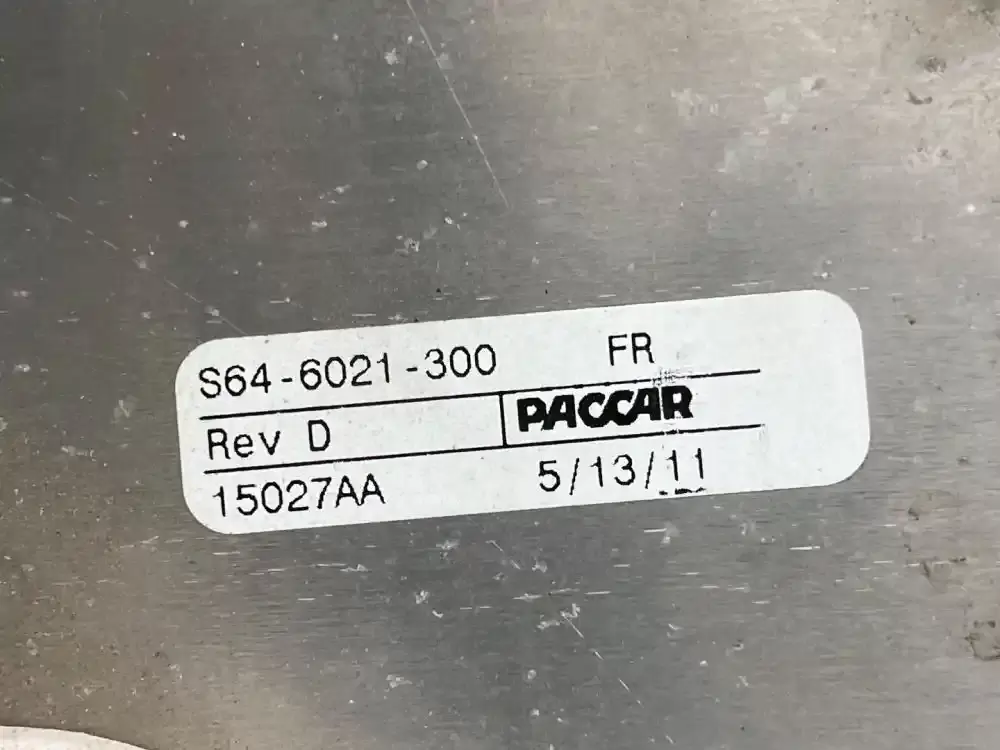 S64-6021-300 FR
Rev D PACCAR
15027AA 5/13/11